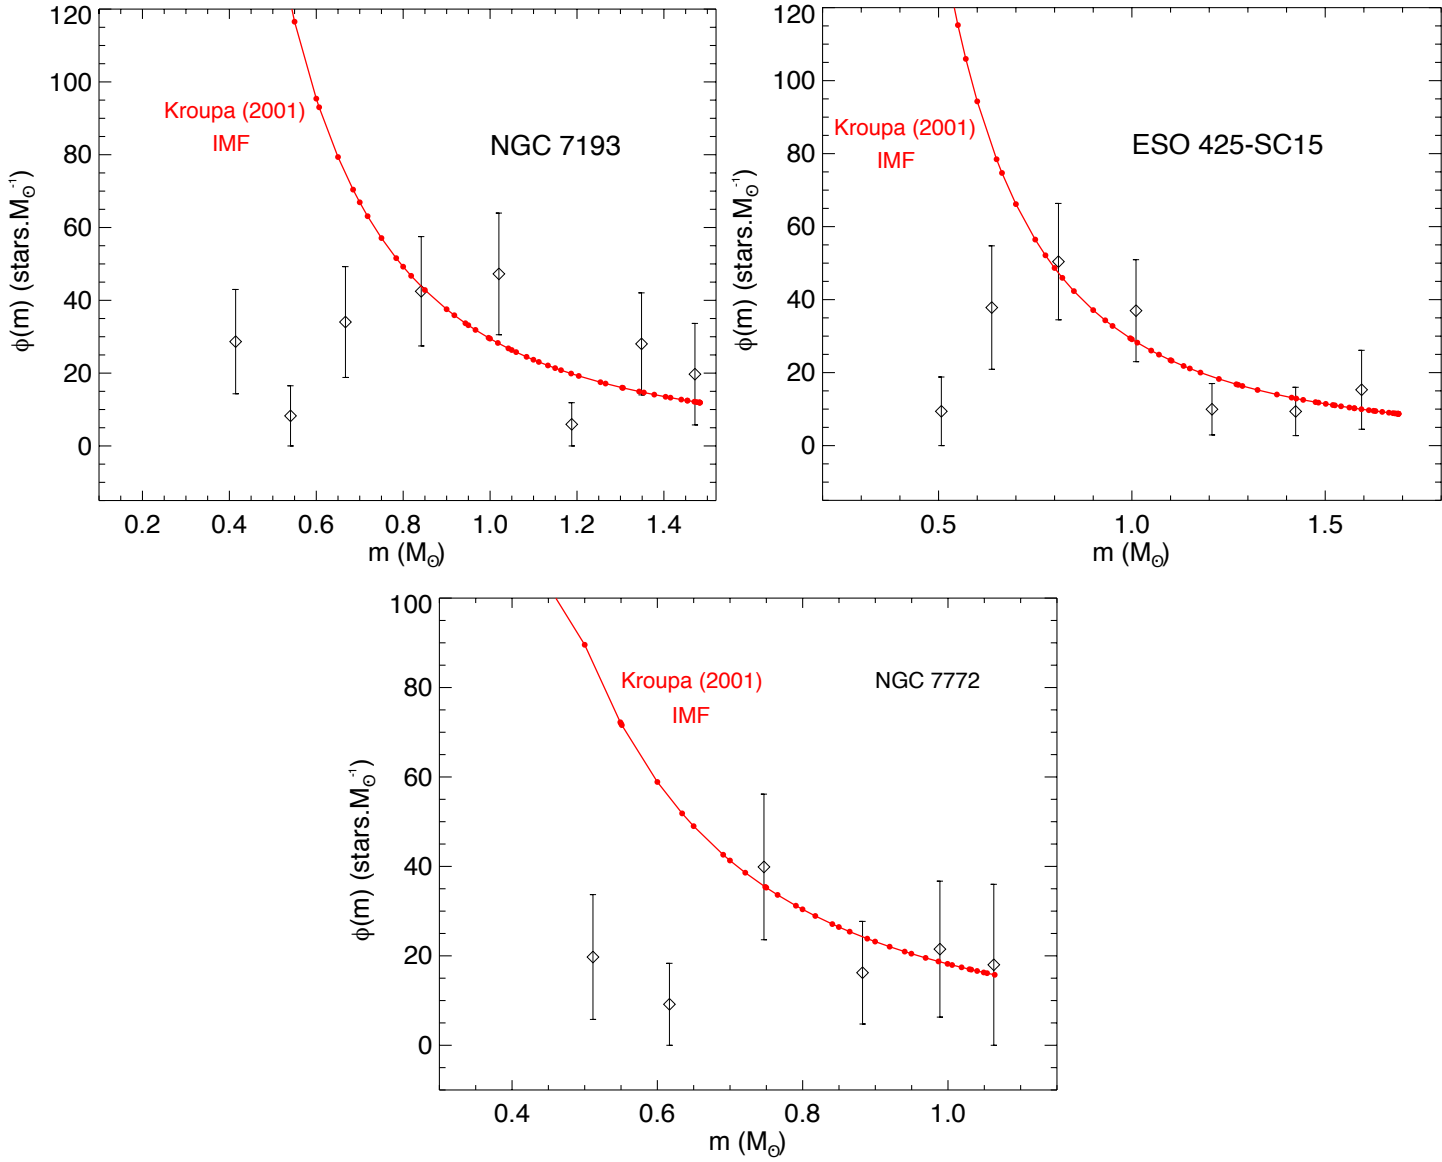 120
100
80
60
40
20
0
ϕ(m) (stars.M⊙⁻¹)
Kroupa (2001)
IMF
NGC 7193
0.2 0.4 0.6 0.8 1.0 1.2 1.4
m (M⊙)
120
100
80
60
40
20
0
ϕ(m) (stars.M⊙⁻¹)
Kroupa (2001)
IMF
ESO 425-SC15
0.5 1.0 1.5
m (M⊙)
100
80
60
40
20
0
ϕ(m) (stars.M⊙⁻¹)
Kroupa (2001)
IMF
NGC 7772
0.4 0.6 0.8 1.0
m (M⊙)